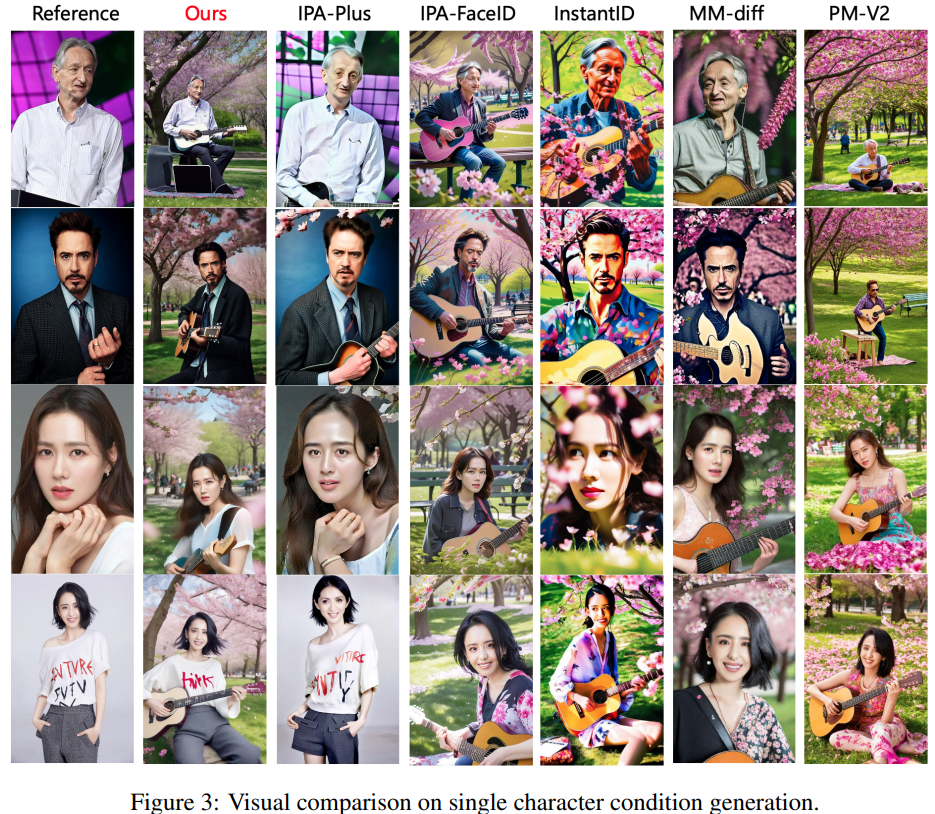 Reference Ours IPA-Plus IPA-FaceID InstantID MM-diff PM-V2
Figure 3: Visual comparison on single character condition generation.